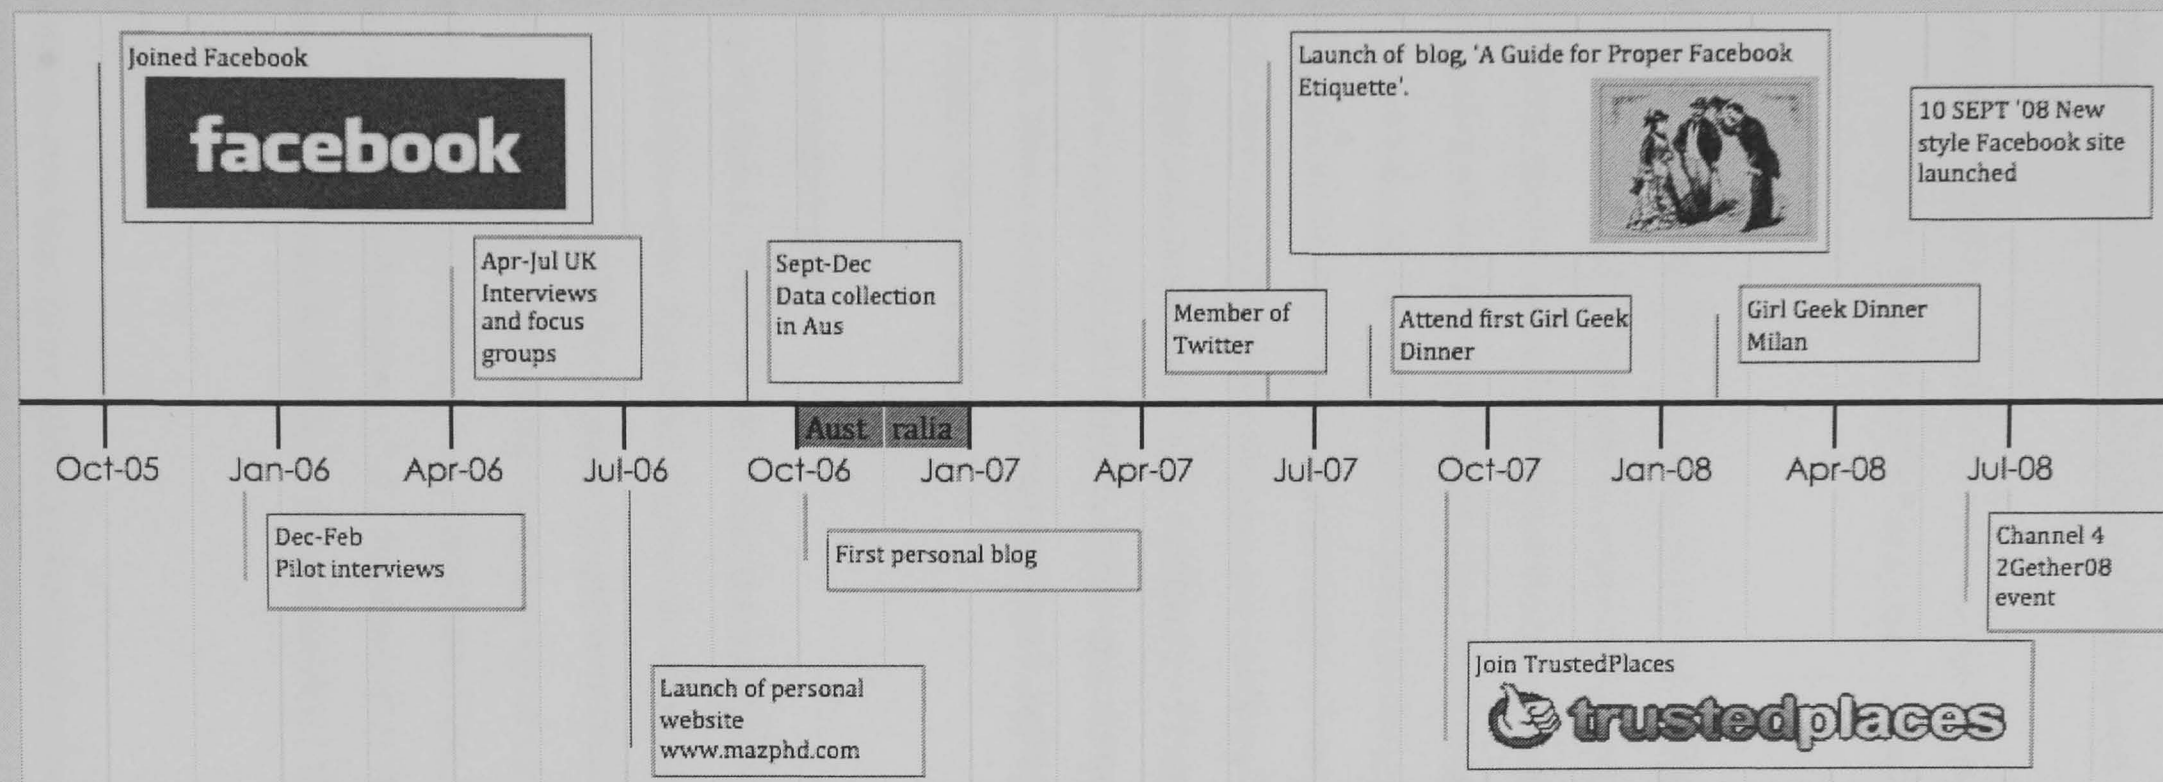 Joined Facebook
facebook
Launch of blog, 'A Guide for Proper Facebook
Etiquette'.
10 SEPT '08 New
style Facebook site
launched
Apr-Jul UK
Interviews
and focus
groups
Sept-Dec
Data collection
in Aus
Member of
Twitter
Attend first Girl Geek
Dinner
Girl Geek Dinner
Milan
Aust ralia
Oct-05 Jan-06 Apr-06 Jul-06 Oct-06 Jan-07 Apr-07 Jul-07 Oct-07 Jan-08 Apr-08 Jul-08
Dec-Feb
Pilot interviews
First personal blog
Channel 4
2Gether08
event
Launch of personal
website
www.mazphd.com
Join TrustedPlaces
trustedplaces